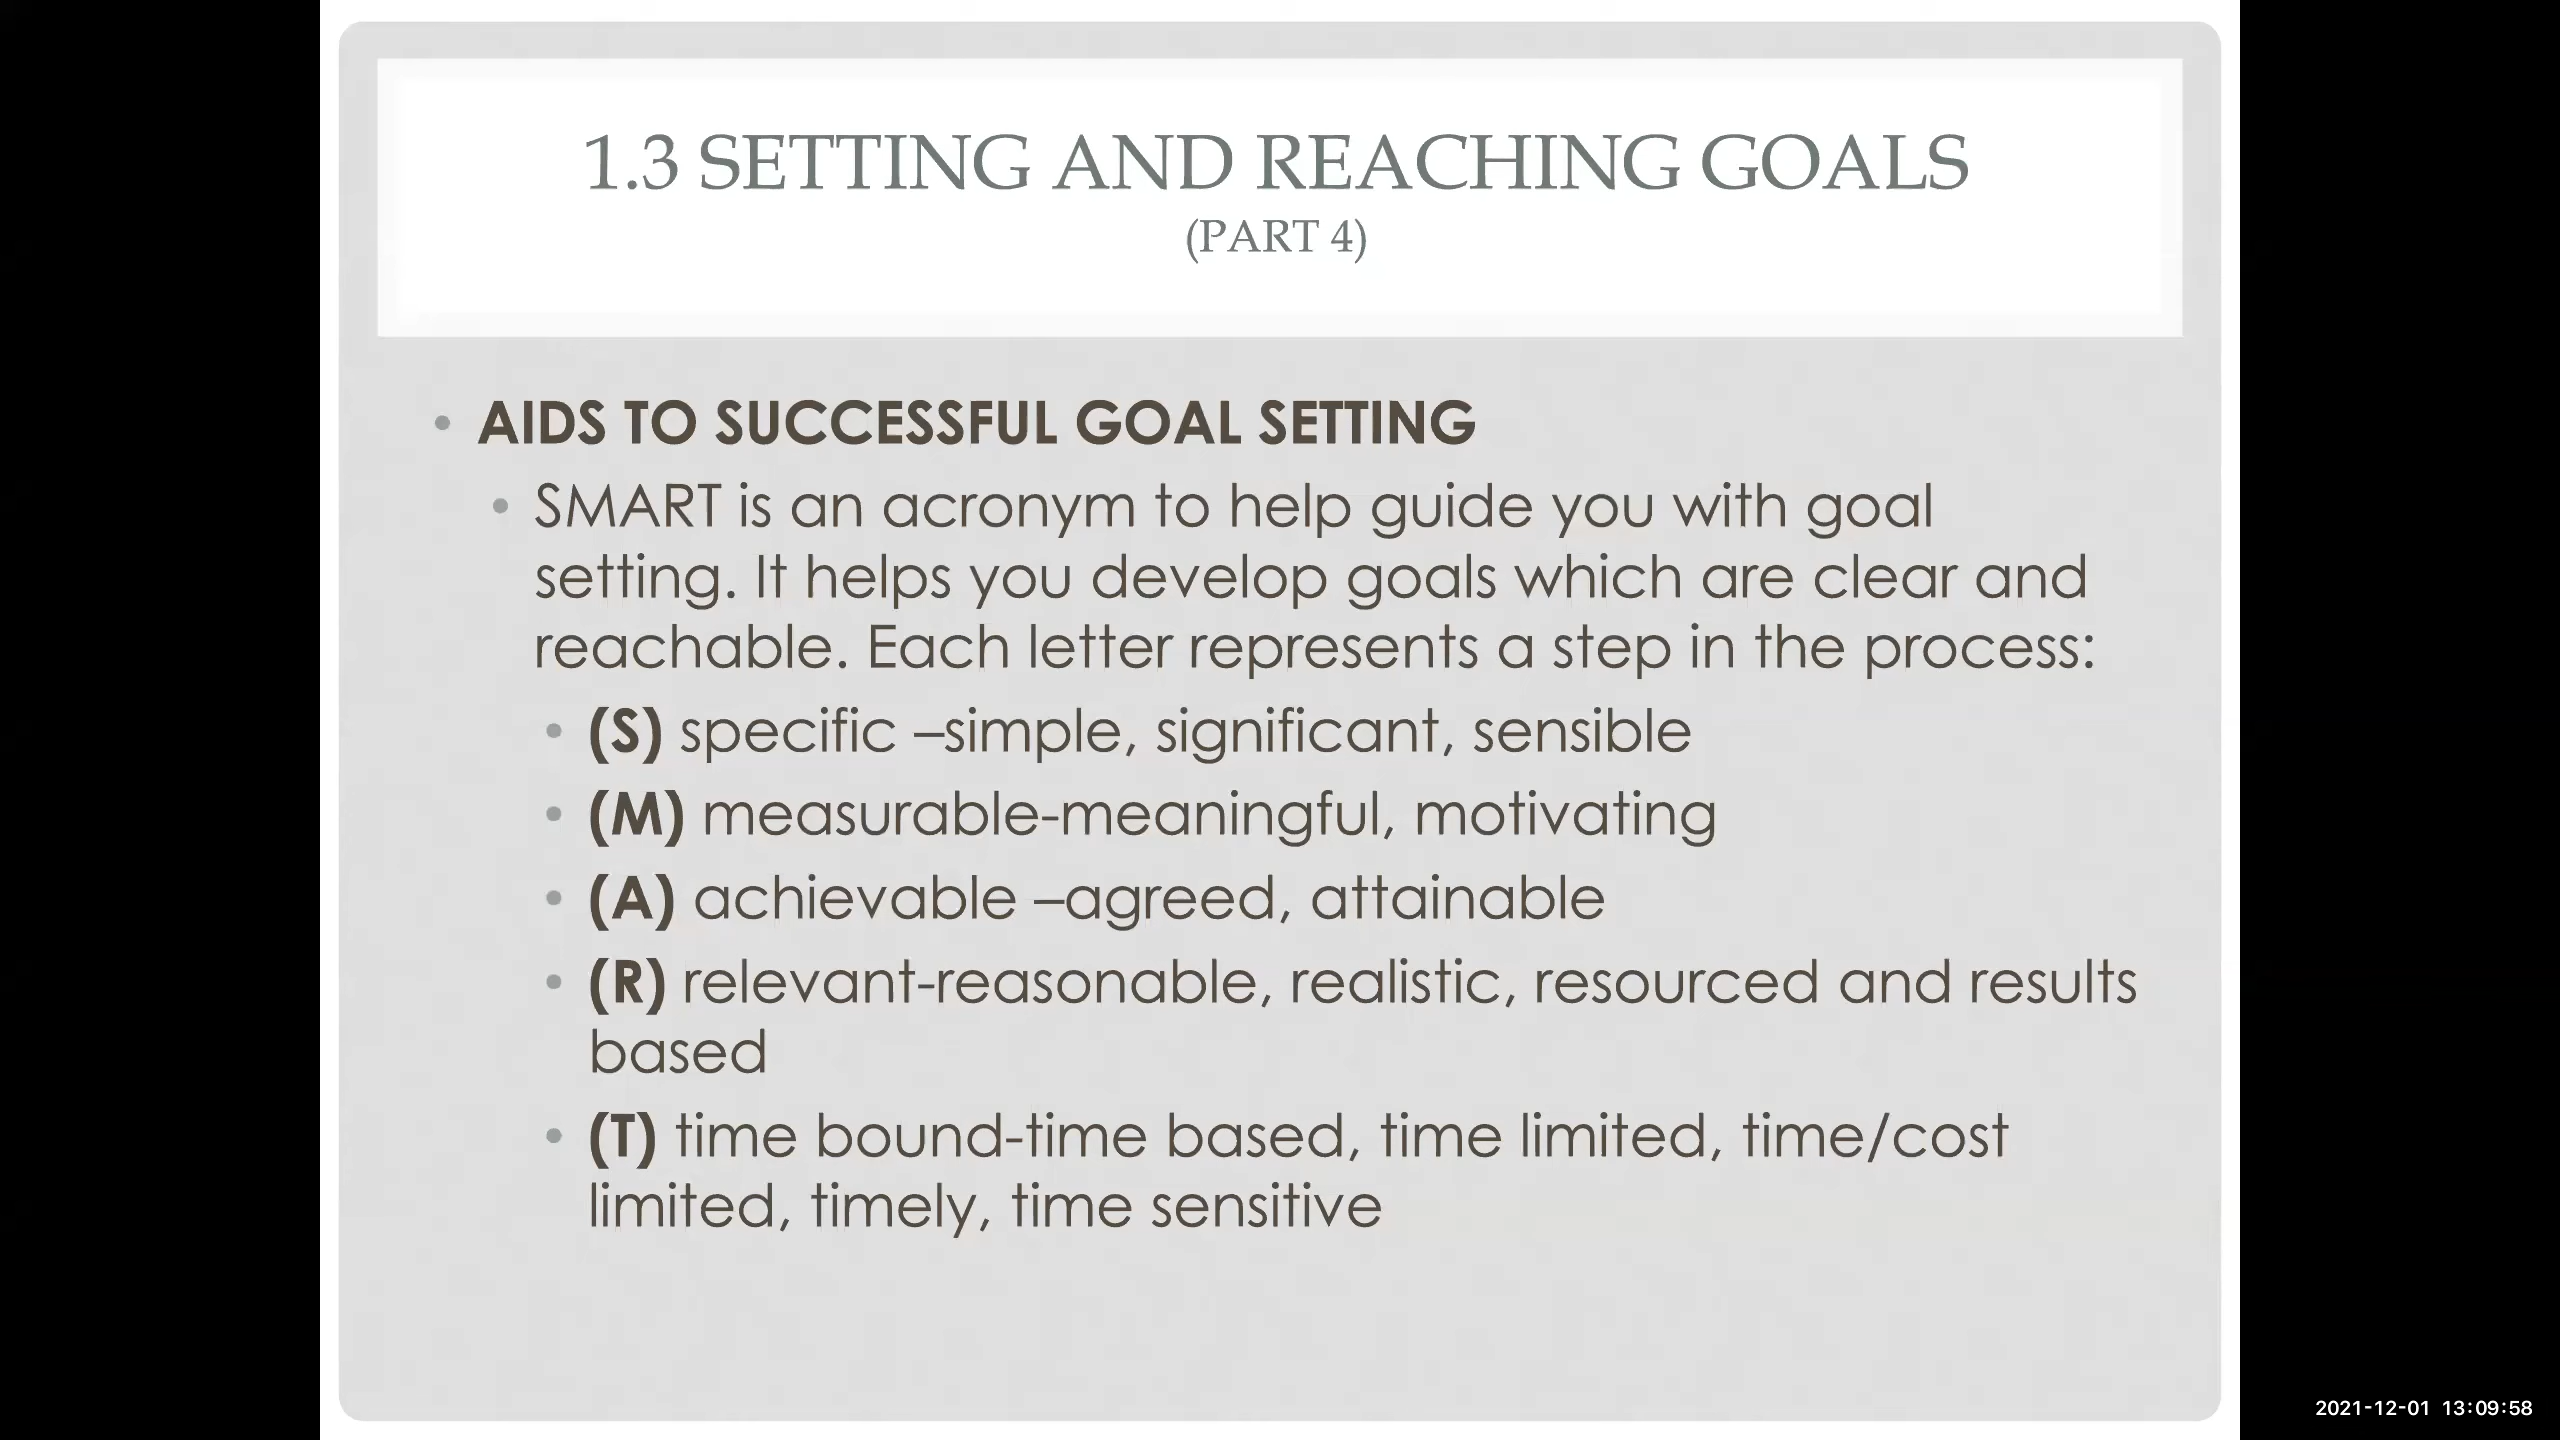 1.3 SETTING AND REACHING GOALS
(PART 4)
• AIDS TO SUCCESSFUL GOAL SETTING
• SMART is an acronym to help guide you with goal
setting. It helps you develop goals which are clear and
reachable. Each letter represents a step in the process:
• (S) specific –simple, significant, sensible
• (M) measurable-meaningful, motivating
• (A) achievable –agreed, attainable
• (R) relevant-reasonable, realistic, resourced and results
based
• (T) time bound-time based, time limited, time/cost
limited, timely, time sensitive
2021-12-01 13:09:58